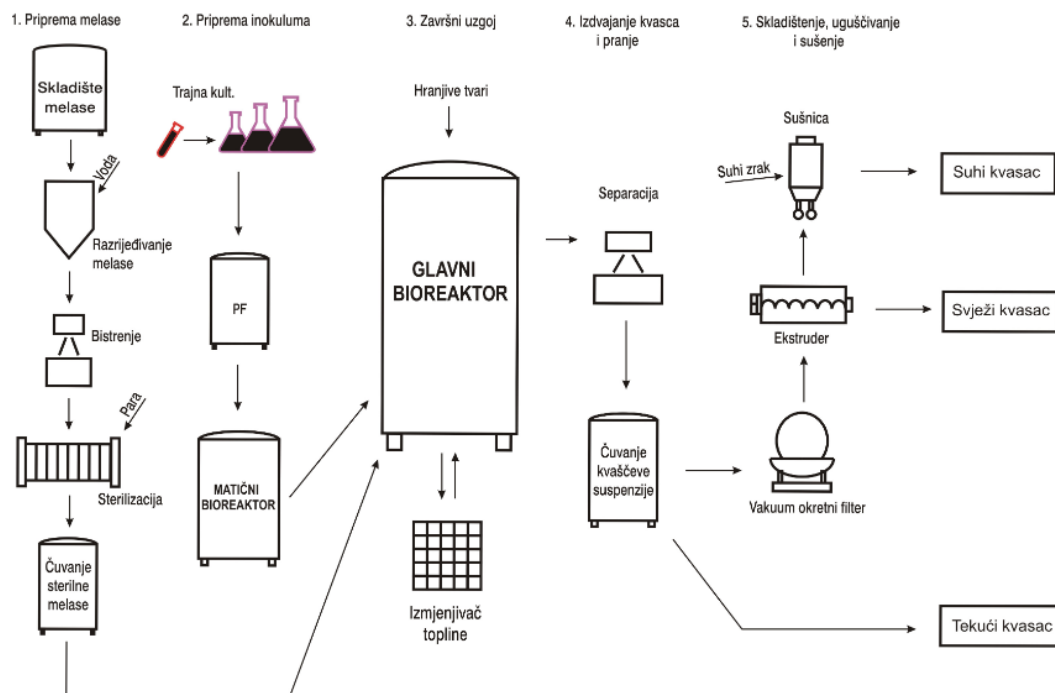 1. Priprema melase
2. Priprema inokuluma
3. Završni uzgoj
4. Izdvajanje kvasca
i pranje
5. Skladištenje, ugušćivanje
i sušenje
Skladište
melase
Voda
Razrijeđivanje
melase
Bistrenje
Para
Sterilizacija
Čuvanje
sterilne
melase
Trajna kult.
PF
MATIČNI
BIOREAKTOR
Hranjive tvari
GLAVNI
BIOREAKTOR
Izmjenjivač
topline
Separacija
Čuvanje
kvaščeve
suspenzije
Sušnica
Suhi zrak
Ekstruder
Vakuum okretni filter
Suhi kvasac
Svježi kvasac
Tekući kvasac